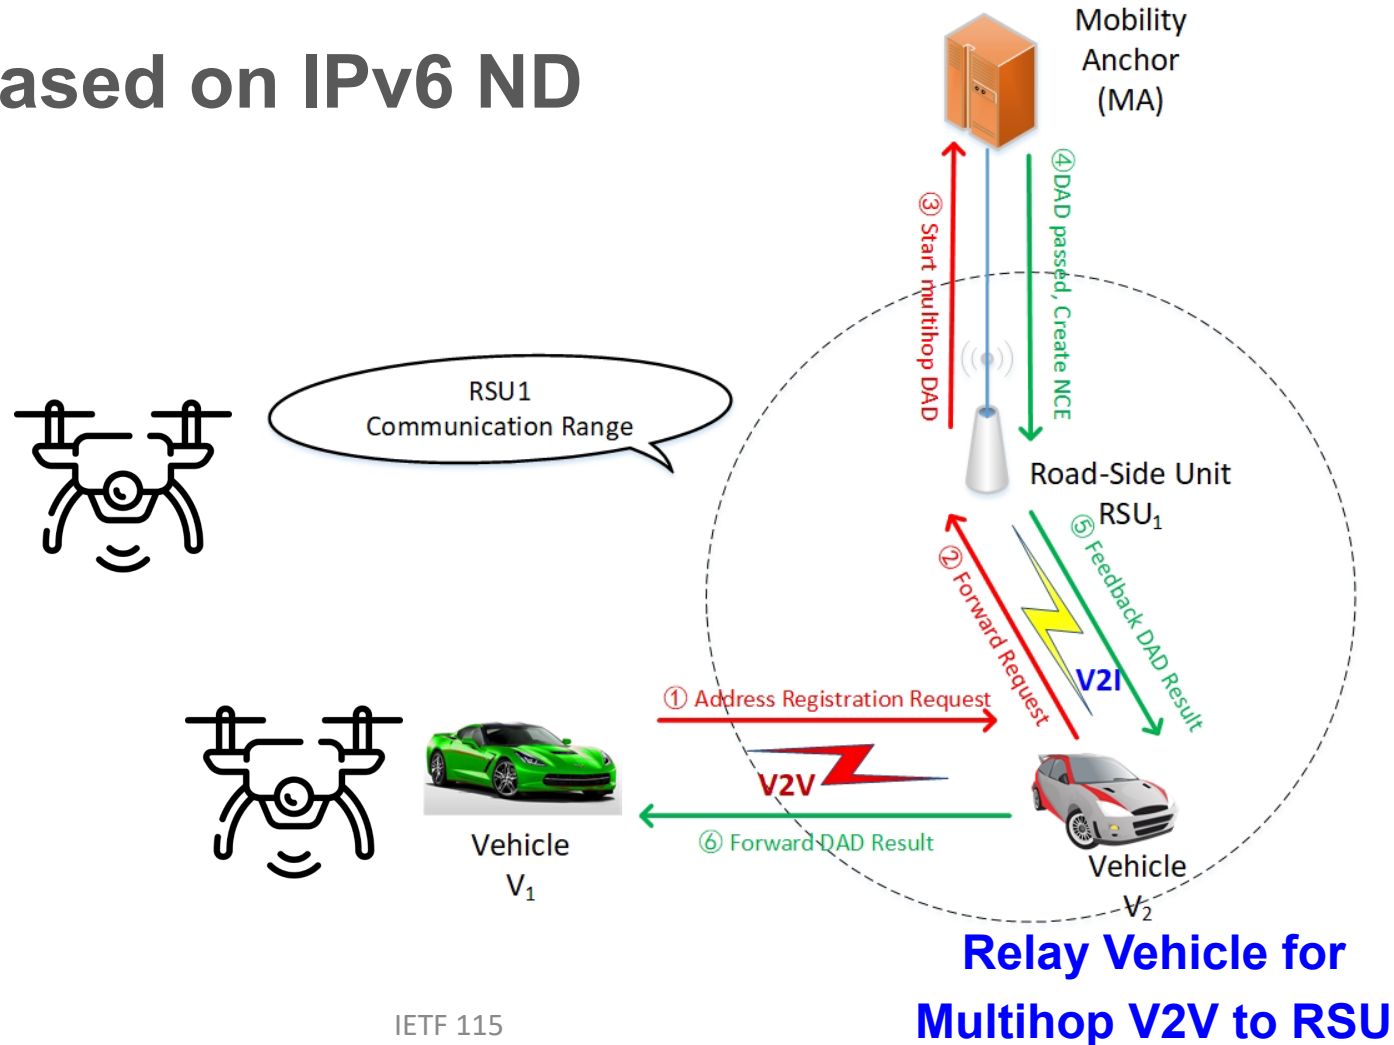 ased on IPv6 ND
Mobility
Anchor
(MA)
③ Start multihop DAD
④DAD passed, Create NCE
RSU1
Communication Range
Road-Side Unit
RSU₁
② Forward Request
⑤ Feedback DAD Result
V2I
① Address Registration Request
V2V
⑥ Forward DAD Result
Vehicle
V₁
Vehicle
V₂
Relay Vehicle for
Multihop V2V to RSU
IETF 115